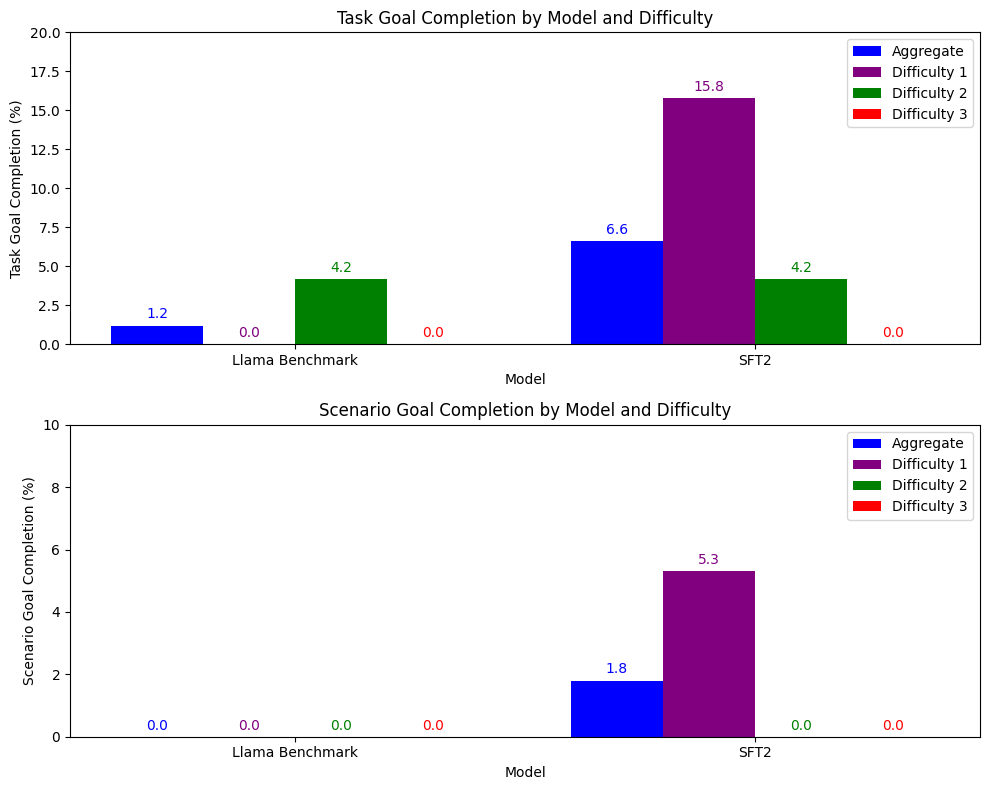 Task Goal Completion by Model and Difficulty
20.0
17.5
15.0
12.5
10.0
7.5
5.0
2.5
0.0
Task Goal Completion (%)
Aggregate
Difficulty 1
Difficulty 2
Difficulty 3
1.2
0.0
4.2
0.0
6.6
15.8
4.2
0.0
Llama Benchmark
SFT2
Model
Scenario Goal Completion by Model and Difficulty
10
8
6
4
2
0
Scenario Goal Completion (%)
Aggregate
Difficulty 1
Difficulty 2
Difficulty 3
0.0
0.0
0.0
0.0
1.8
5.3
0.0
0.0
Llama Benchmark
SFT2
Model